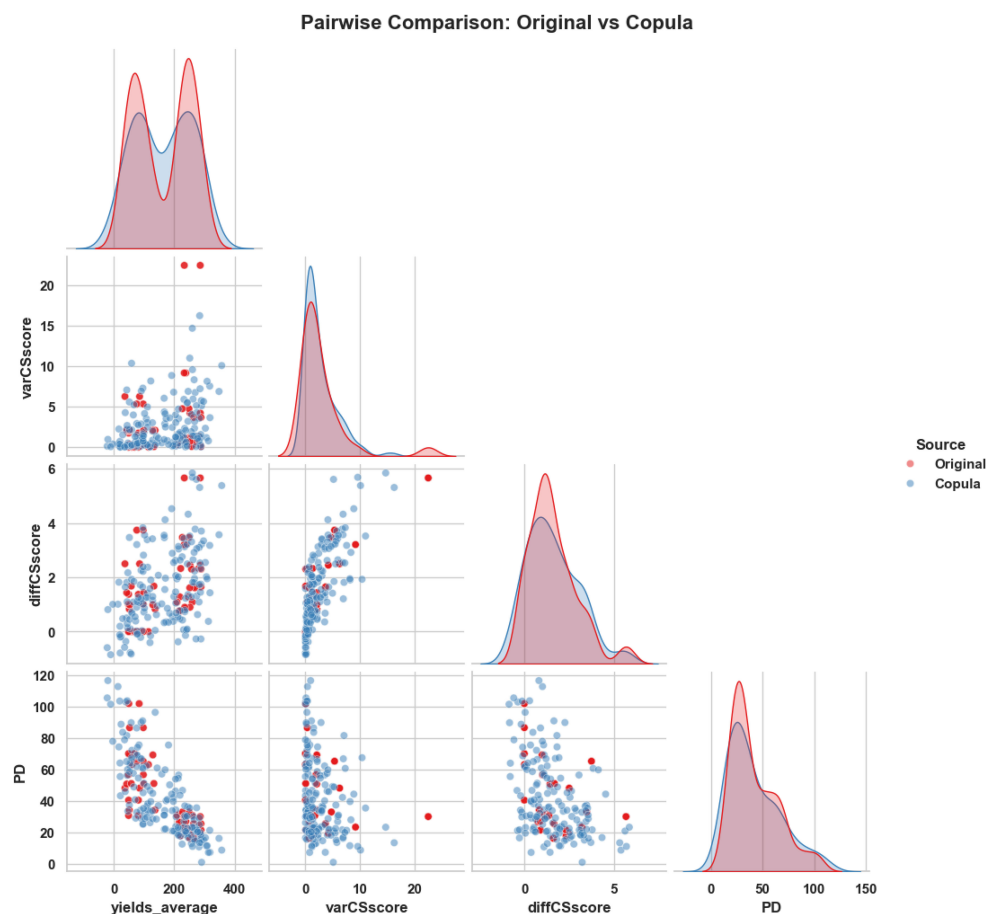 Pairwise Comparison: Original vs Copula
varCSscore
20
15
10
5
0
Source
Original
Copula
diffCSscore
6
4
2
0
PD
120
100
80
60
40
20
0
0 200 400
0 10 20
0 5
0 50 100 150
yields_average varCSscore diffCSscore PD